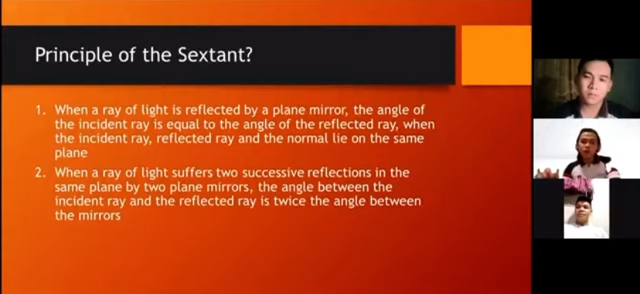 Principle of the Sextant?
1. When a ray of light is reflected by a plane mirror, the angle of
the incident ray is equal to the angle of the reflected ray, when
the incident ray, reflected ray and the normal lie on the same
plane
2. When a ray of light suffers two successive reflections in the
same plane by two plane mirrors, the angle between the
incident ray and the reflected ray is twice the angle between
the mirrors